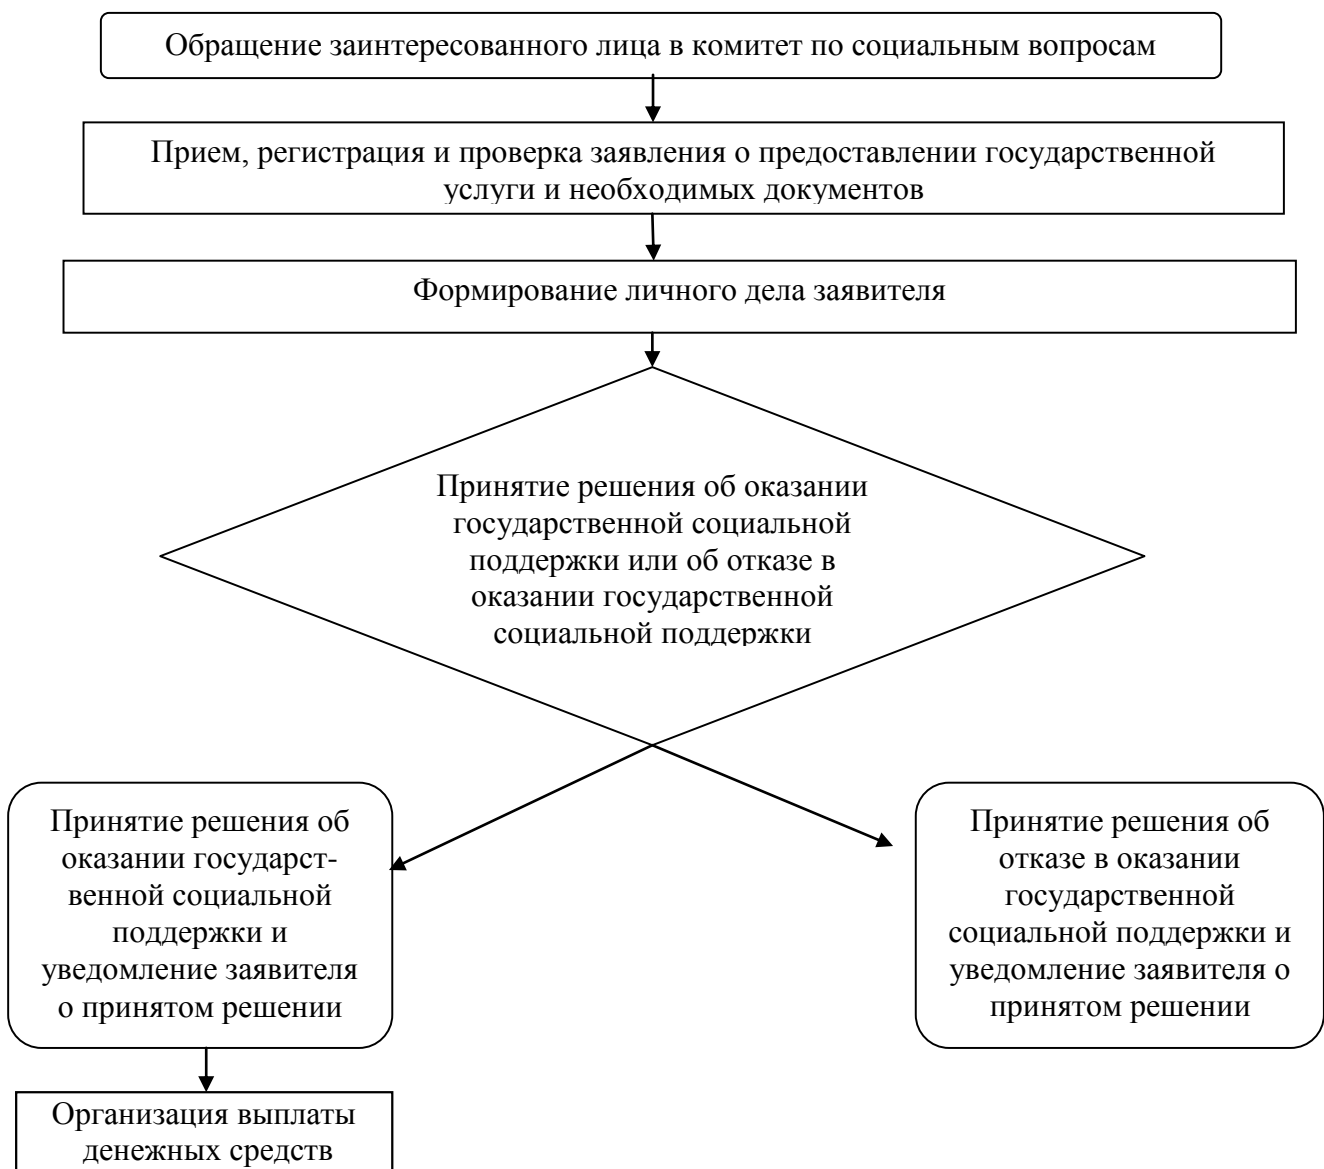 Обращение заинтересованного лица в комитет по социальным вопросам
Прием, регистрация и проверка заявления о предоставлении государственной
услуги и необходимых документов
Формирование личного дела заявителя
Принятие решения об оказании
государственной социальной
поддержки или об отказе в
оказании государственной
социальной поддержки
Принятие решения об
оказании государст-
венной социальной
поддержки и
уведомление заявителя
о принятом решении
Принятие решения об
отказе в оказании
государственной
социальной поддержки и
уведомление заявителя о
принятом решении
Организация выплаты
денежных средств